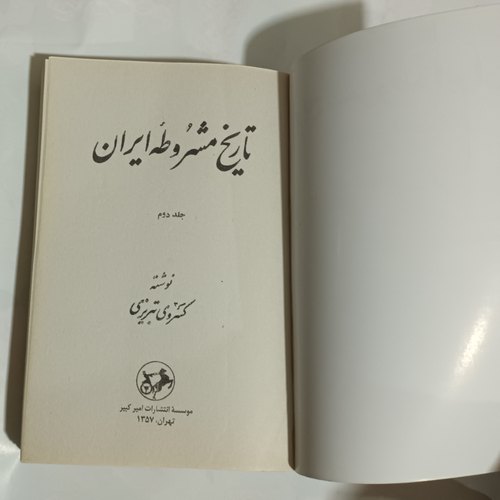 تاریخ مشروطه ایران
جلد دوم
نوشته
کسروی تبریزی
موسسهٔ انتشارات امیر کبیر
تهران، ۱۳۵۷